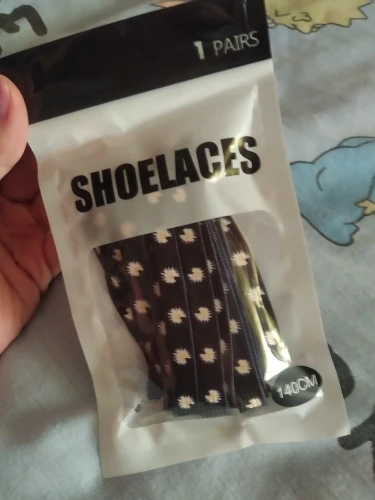 1 PAIRS
SHOELACES
140CM